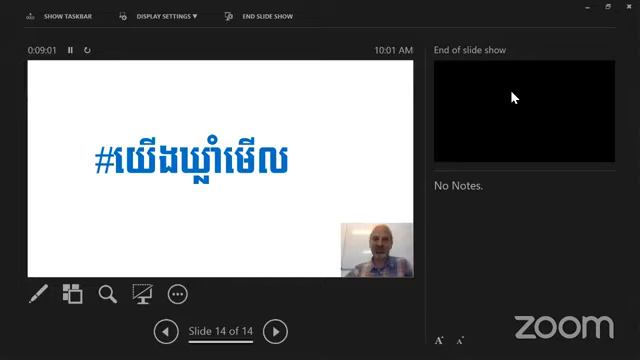 SHOW TASKBAR DISPLAY SETTINGS ▼ END SLIDE SHOW
0:09:01 10:01 AM
End of slide show
#យើងឃ្លាំមើល
No Notes.
Slide 14 of 14
A A
zoom